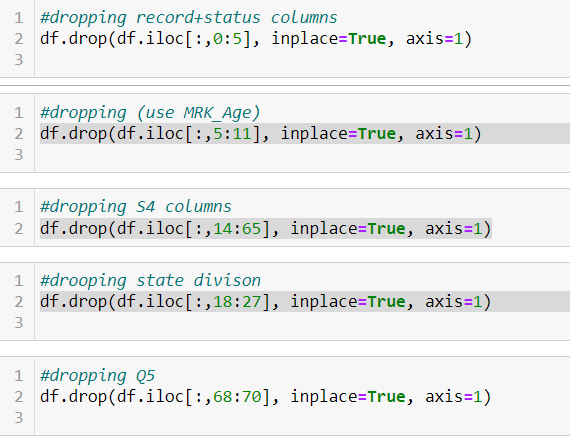 1 #dropping record+status columns
2 df.drop(df.iloc[:,0:5], inplace=True, axis=1)
3
1 #dropping (use MRK_Age)
2 df.drop(df.iloc[:,5:11], inplace=True, axis=1)
3
1 #dropping S4 columns
2 df.drop(df.iloc[:,14:65], inplace=True, axis=1)
1 #drooping state divison
2 df.drop(df.iloc[:,18:27], inplace=True, axis=1)
3
1 #dropping Q5
2 df.drop(df.iloc[:,68:70], inplace=True, axis=1)
3